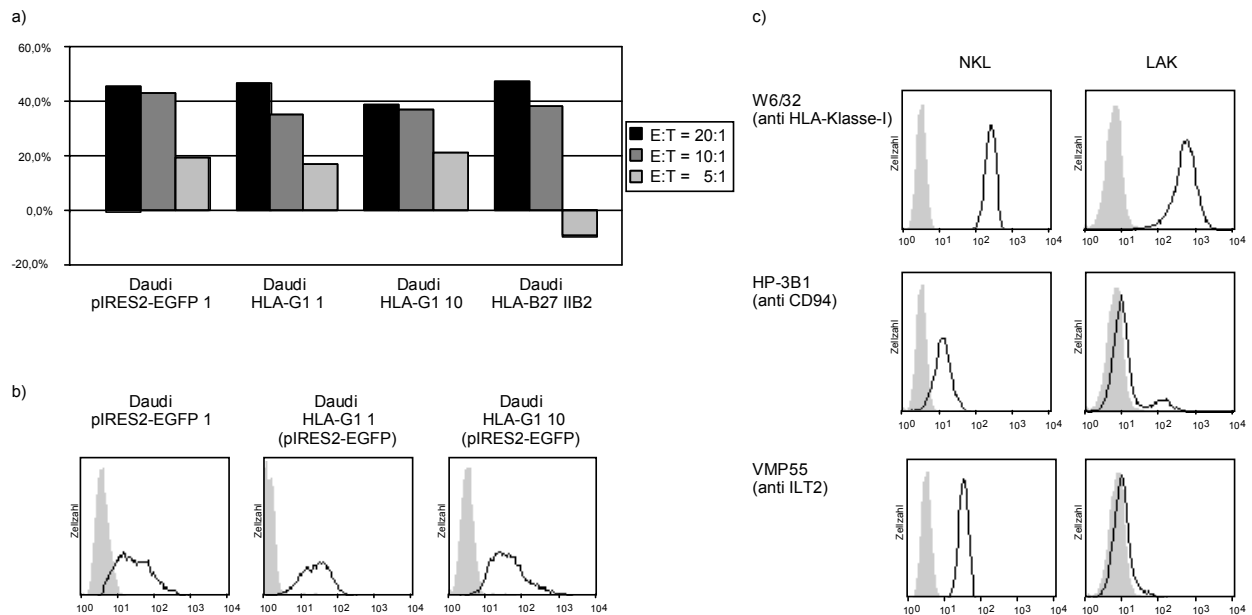 a)
60,0%
40,0%
20,0%
0,0%
-20,0%
E:T = 20:1
E:T = 10:1
E:T = 5:1
Daudi
pIRES2-EGFP 1
Daudi
HLA-G1 1
Daudi
HLA-G1 10
Daudi
HLA-B27 IIB2
b)
Daudi
pIRES2-EGFP 1
Daudi
HLA-G1 1
(pIRES2-EGFP)
Daudi
HLA-G1 10
(pIRES2-EGFP)
Zellzahl
100 101 102 103 104
Zellzahl
100 101 102 103 104
Zellzahl
100 101 102 103 104
c)
NKL
LAK
W6/32
(anti HLA-Klasse-I)
Zellzahl
100 101 102 103 104
Zellzahl
100 101 102 103 104
HP-3B1
(anti CD94)
Zellzahl
100 101 102 103 104
Zellzahl
100 101 102 103 104
VMP55
(anti ILT2)
Zellzahl
100 101 102 103 104
Zellzahl
100 101 102 103 104